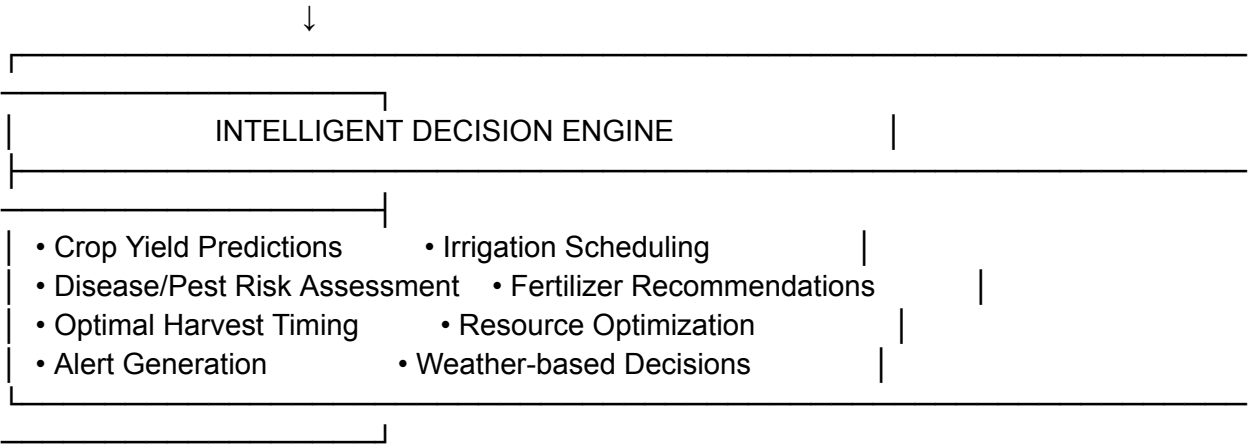 ↓
INTELLIGENT DECISION ENGINE
• Crop Yield Predictions • Irrigation Scheduling
• Disease/Pest Risk Assessment • Fertilizer Recommendations
• Optimal Harvest Timing • Resource Optimization
• Alert Generation • Weather-based Decisions